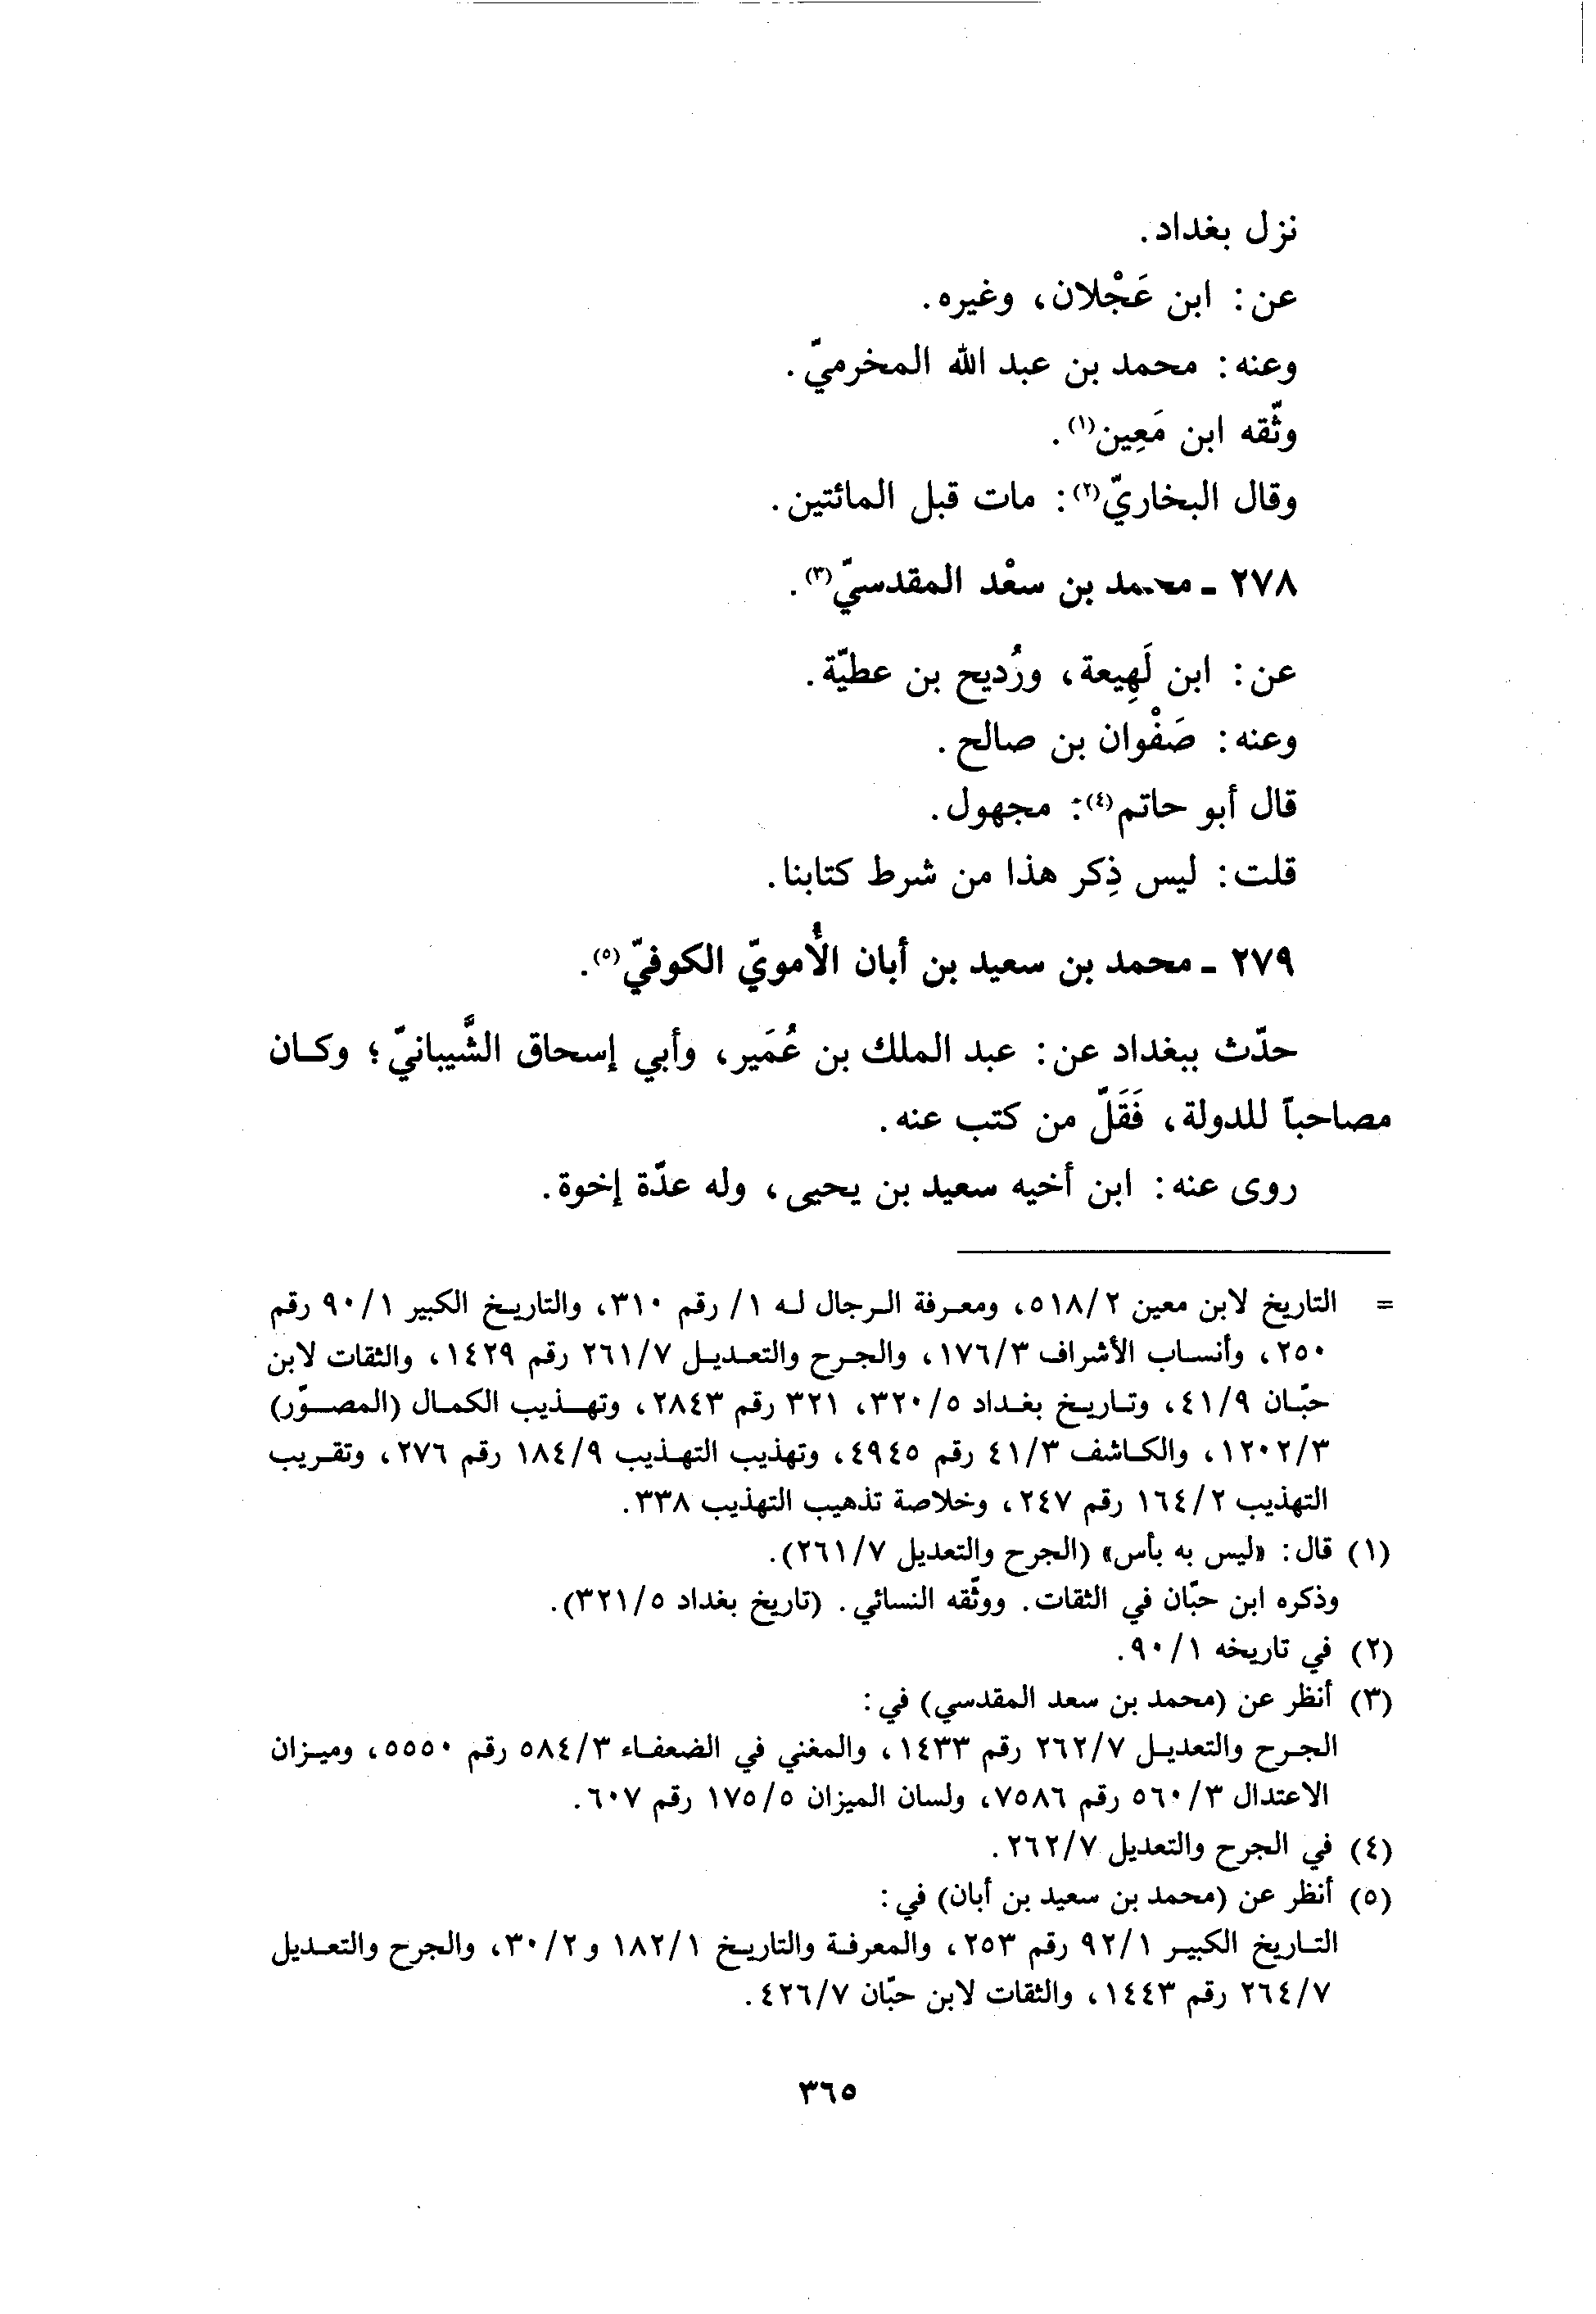 نزل بغداد.
عن: ابن عَجْلان، وغيره.
وعنه: محمد بن عبد الله المخرميّ.
وثّقه ابن مَعِين(١).
وقال البخاريّ(٢): مات قبل المائتين.
٢٧٨ ـ محمد بن سعْد المقدسيّ(٣).
عن: ابن لَهِيعة، ورُديح بن عطيّة.
وعنه: صَفْوان بن صالح.
قال أبو حاتم(٤): مجهول.
قلت: ليس ذِكر هذا من شرط كتابنا.
٢٧٩ ـ محمد بن سعيد بن أبان الأُمويّ الكوفيّ(٥).
حدّث ببغداد عن: عبد الملك بن عُمَير، وأبي إسحاق الشَّيبانيّ؛ وكان
مصاحباً للدولة، فَقَلّ من كتب عنه.
روى عنه: ابن أخيه سعيد بن يحيى، وله عدّة إخوة.
= التاريخ لابن معين ٢/٥١٨، ومعرفة الرجال له ١/ رقم ٣١٠، والتاريخ الكبير ١/٩٠ رقم
٢٥٠، وأنساب الأشراف ٣/١٧٦، والجرح والتعديل ٧/٢٦١ رقم ١٤٢٩، والثقات لابن
حبّان ٩/٤١، وتاريخ بغداد ٥/٣٢٠، ٣٢١ رقم ٢٨٤٣، وتهذيب الكمال (المصوّر)
٣/١٢٠٢، والكاشف ٣/٤١ رقم ٤٩٤٥، وتهذيب التهذيب ٩/١٨٤ رقم ٢٧٦، وتقريب
التهذيب ٢/١٦٤ رقم ٢٤٧، وخلاصة تذهيب التهذيب ٣٣٨.
(١) قال: «ليس به بأس» (الجرح والتعديل ٧/٢٦١).
وذكره ابن حبّان في الثقات. ووثّقه النسائي. (تاريخ بغداد ٥/٣٢١).
(٢) في تاريخه ١/٩٠.
(٣) أنظر عن (محمد بن سعد المقدسي) في:
الجرح والتعديل ٧/٢٦٢ رقم ١٤٣٣، والمغني في الضعفاء ٣/٥٨٤ رقم ٥٥٥٠، وميزان
الاعتدال ٣/٥٦٠ رقم ٧٥٨٦، ولسان الميزان ٥/١٧٥ رقم ٦٠٧.
(٤) في الجرح والتعديل ٧/٢٦٢.
(٥) أنظر عن (محمد بن سعيد بن أبان) في:
التاريخ الكبير ١/٩٢ رقم ٢٥٣، والمعرفة والتاريخ ١/١٨٢ و٢/٣٠، والجرح والتعديل
٧/٢٦٤ رقم ١٤٤٣، والثقات لابن حبّان ٧/٤٢٦.
٣٦٥